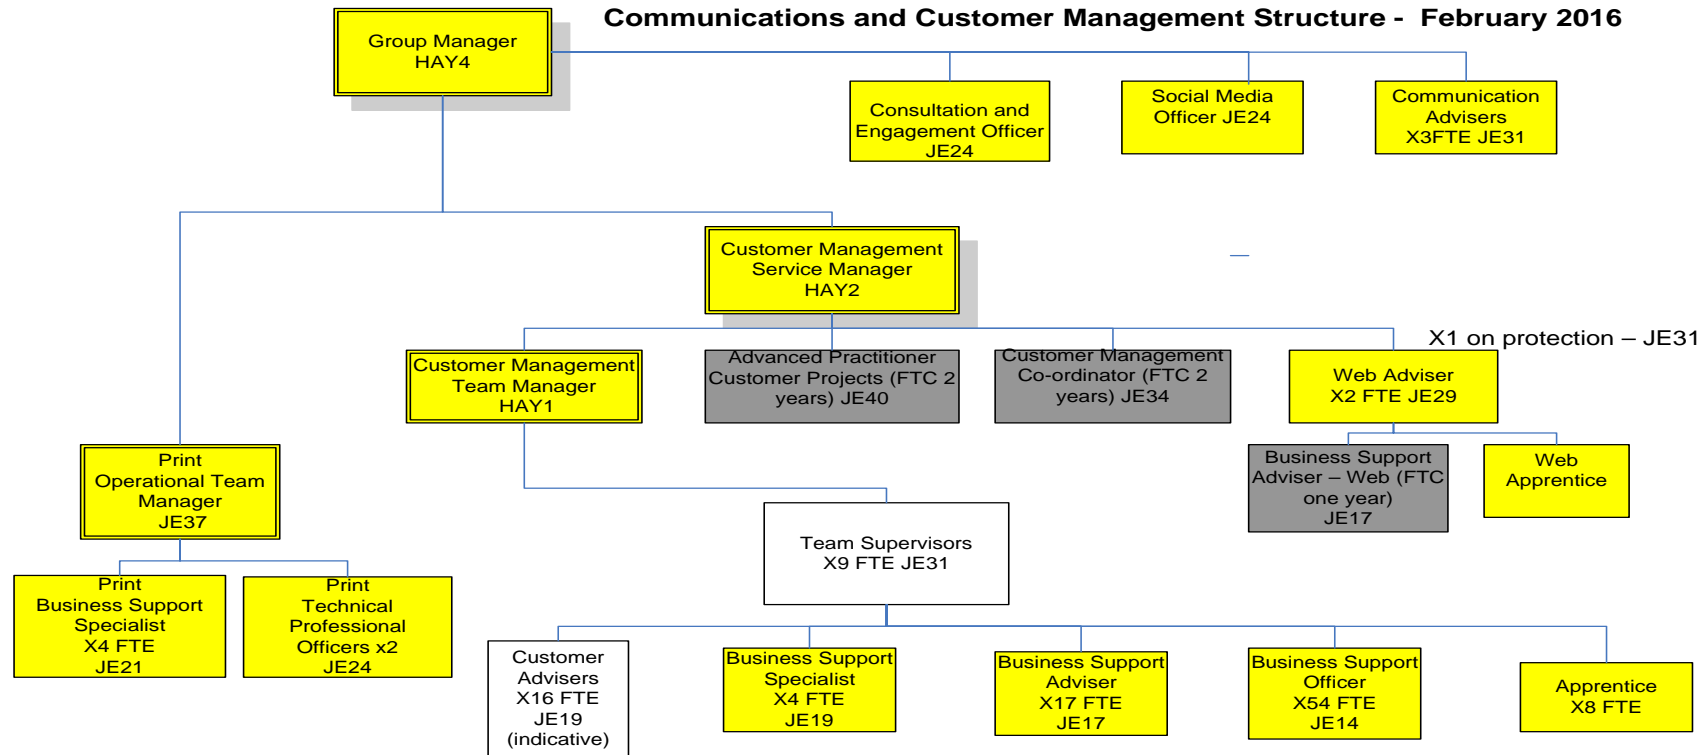 Communications and Customer Management Structure -  February 2016
Group Manager
HAY4
Consultation and
Engagement Officer
JE24
Social Media
Officer JE24
Communication
Advisers
X3FTE JE31
Customer Management
Service Manager
HAY2
X1 on protection – JE31
Customer Management
Team Manager
HAY1
Advanced Practitioner
Customer Projects (FTC 2
years) JE40
Customer Management
Co-ordinator (FTC 2
years) JE34
Web Adviser
X2 FTE JE29
Print
Operational Team
Manager
JE37
Business Support
Adviser – Web (FTC
one year)
JE17
Web
Apprentice
Team Supervisors
X9 FTE JE31
Print
Business Support
Specialist
X4 FTE
JE21
Print
Technical
Professional
Officers x2
JE24
Customer
Advisers
X16 FTE
JE19
(indicative)
Business Support
Specialist
X4 FTE
JE19
Business Support
Adviser
X17 FTE
JE17
Business Support
Officer
X54 FTE
JE14
Apprentice
X8 FTE